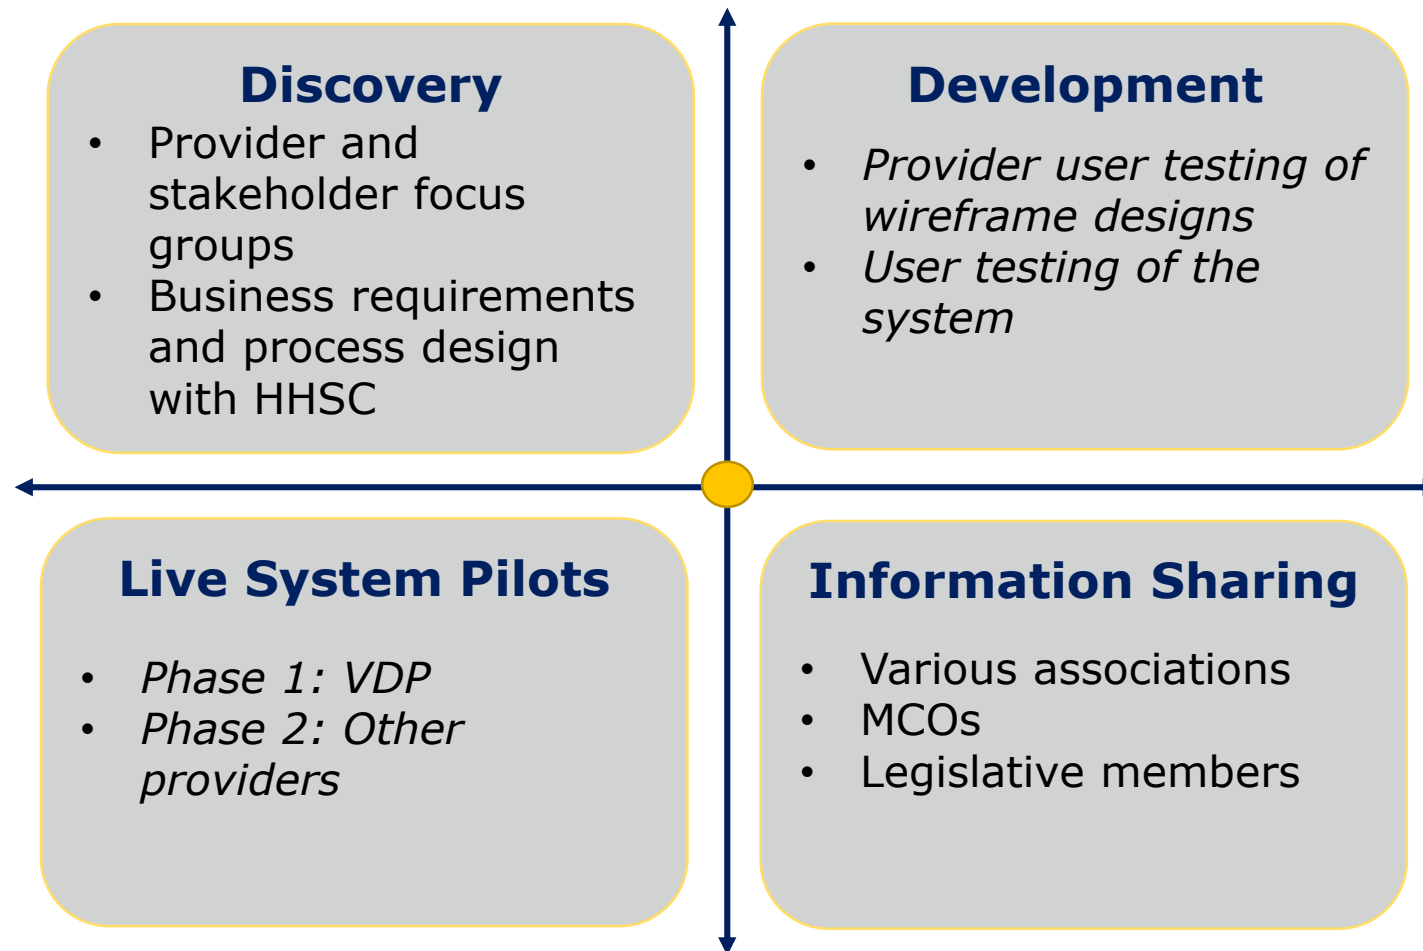 Discovery
• Provider and
stakeholder focus
groups
• Business requirements
and process design
with HHSC
Development
• Provider user testing of
wireframe designs
• User testing of the
system
Live System Pilots
• Phase 1: VDP
• Phase 2: Other
providers
Information Sharing
• Various associations
• MCOs
• Legislative members